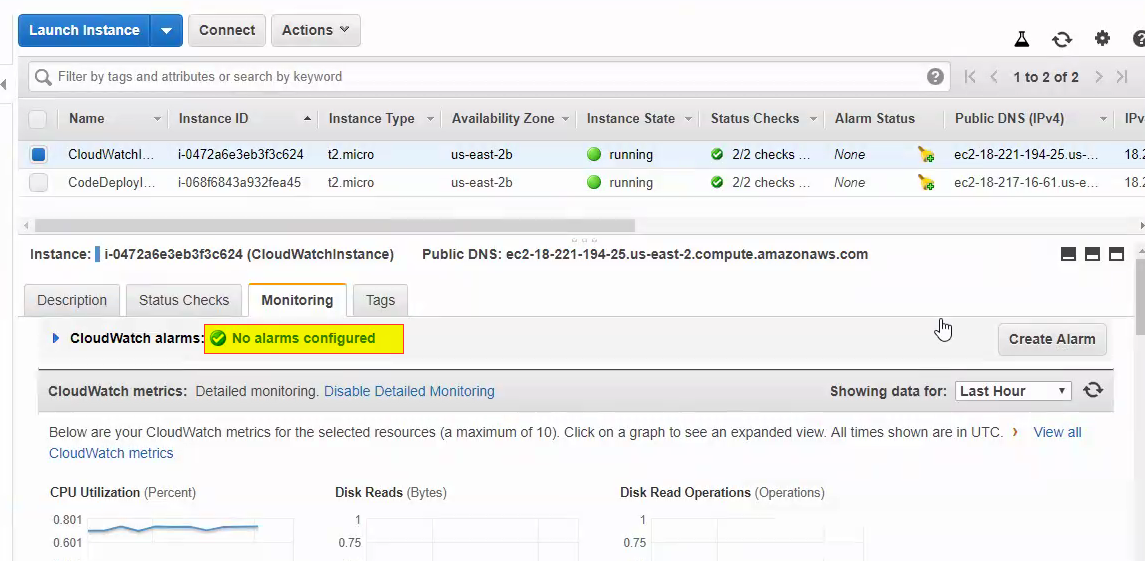 Launch Instance Connect Actions
Filter by tags and attributes or search by keyword 1 to 2 of 2
Name Instance ID Instance Type Availability Zone Instance State Status Checks Alarm Status Public DNS (IPv4) IPv
CloudWatchI... i-0472a6e3eb3f3c624 t2.micro us-east-2b running 2/2 checks ... None ec2-18-221-194-25.us-... 18.2
CodeDeployI... i-068f6843a932fea45 t2.micro us-east-2b running 2/2 checks ... None ec2-18-217-16-61.us-e... 18.2
Instance: i-0472a6e3eb3f3c624 (CloudWatchInstance) Public DNS: ec2-18-221-194-25.us-east-2.compute.amazonaws.com
Description Status Checks Monitoring Tags
CloudWatch alarms: No alarms configured Create Alarm
CloudWatch metrics: Detailed monitoring. Disable Detailed Monitoring Showing data for: Last Hour
Below are your CloudWatch metrics for the selected resources (a maximum of 10). Click on a graph to see an expanded view. All times shown are in UTC. › View all
CloudWatch metrics
CPU Utilization (Percent) Disk Reads (Bytes) Disk Read Operations (Operations)
0.801 1 1
0.601 0.75 0.75